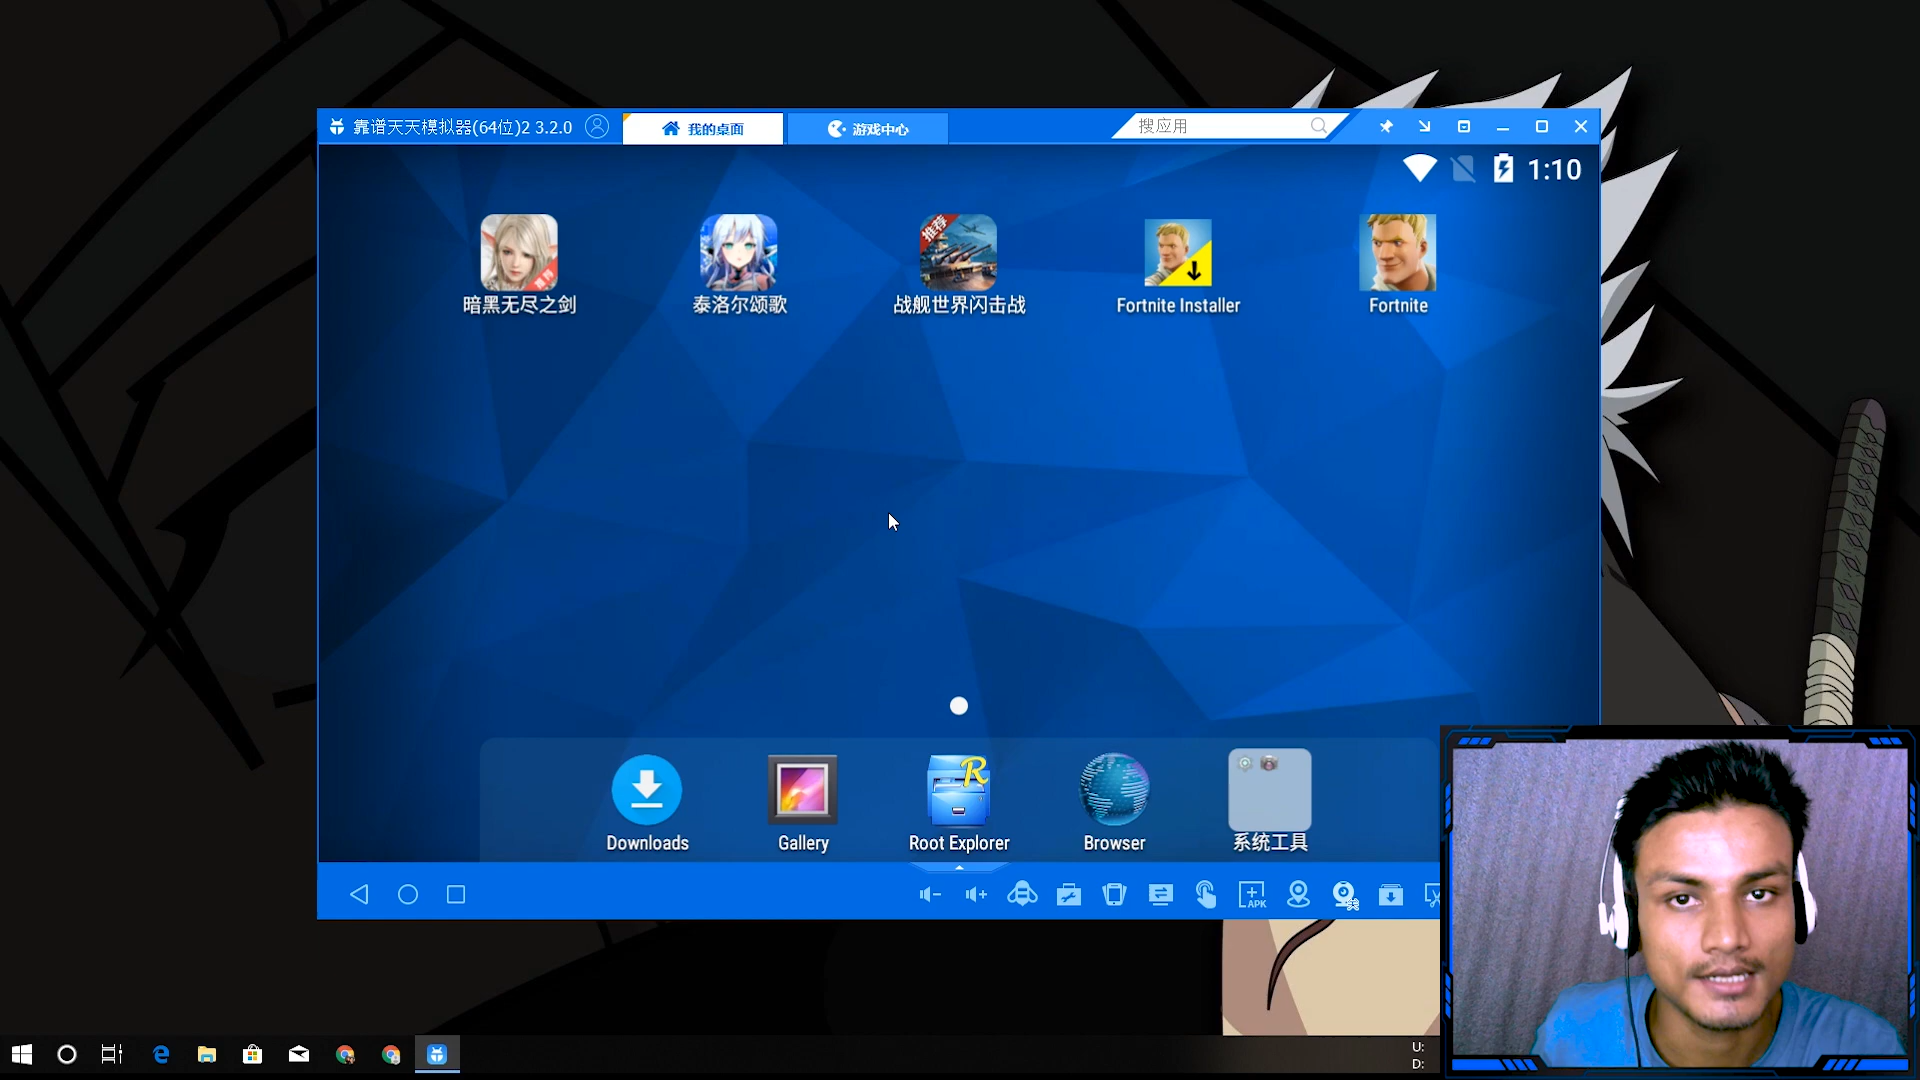 靠谱天天模拟器(64位)2 3.2.0
我的桌面
游戏中心
搜应用
1:10
推荐
暗黑无尽之剑
泰洛尔颂歌
战舰世界闪击战
Fortnite Installer
Fortnite
Downloads
Gallery
R
Root Explorer
Browser
系统工具
APK
U:
D: